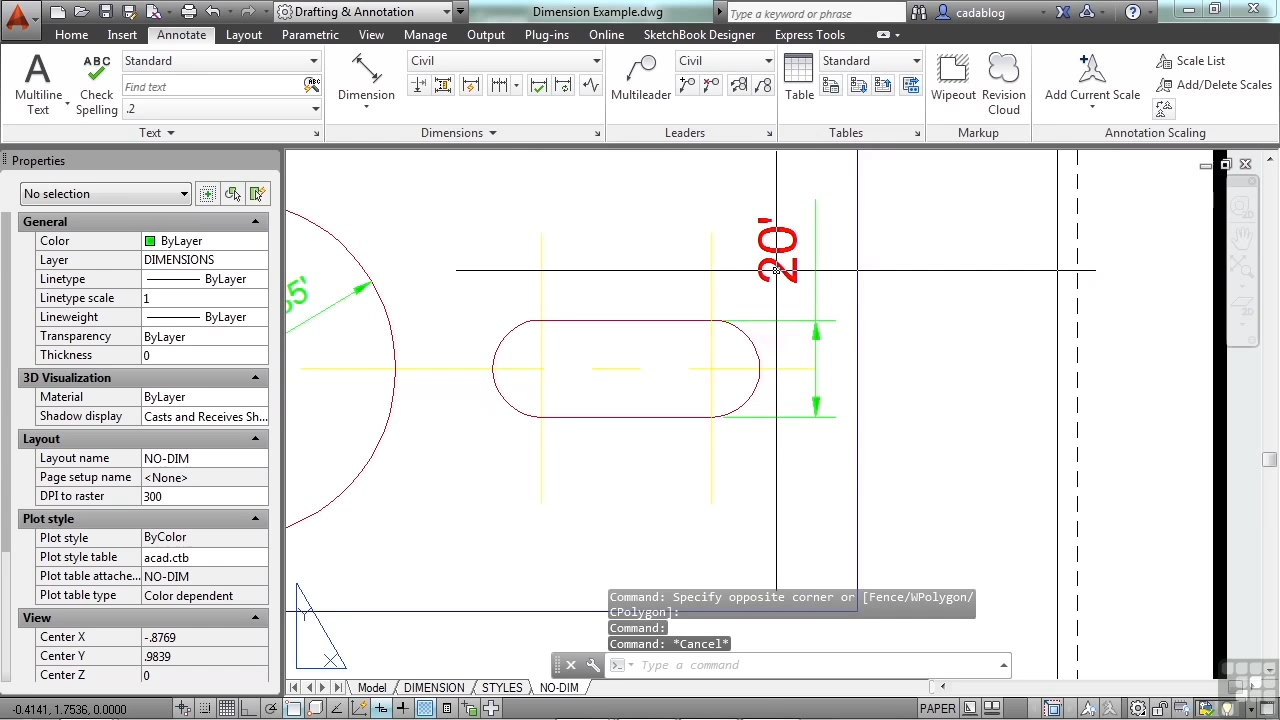 Drafting & Annotation
Dimension Example.dwg
Type a keyword or phrase
cadablog
Home Insert Annotate Layout Parametric View Manage Output Plug-ins Online SketchBook Designer Express Tools
A
Multiline
Text
ABC
Check
Spelling
Standard
Find text
.2
Text
Dimension
Civil
Dimensions
Multileader
Civil
Leaders
Table
Standard
Tables
Wipeout
Revision
Cloud
Markup
Add Current Scale
Scale List
Add/Delete Scales
Annotation Scaling
Properties
No selection
General
Color ByLayer
Layer DIMENSIONS
Linetype ByLayer
Linetype scale 1
Lineweight ByLayer
Transparency ByLayer
Thickness 0
3D Visualization
Material ByLayer
Shadow display Casts and Receives Sh...
Layout
Layout name NO-DIM
Page setup name <None>
DPI to raster 300
Plot style
Plot style ByColor
Plot style table acad.ctb
Plot table attache... NO-DIM
Plot table type Color dependent
View
Center X -.8769
Center Y .9839
Center Z 0
20'
Y
X
Command: Specify opposite corner or [Fence/WPolygon/
CPolygon]:
Command:
Command: *Cancel*
Type a command
Model DIMENSION STYLES NO-DIM
-0.4141, 1.7536, 0.0000
PAPER